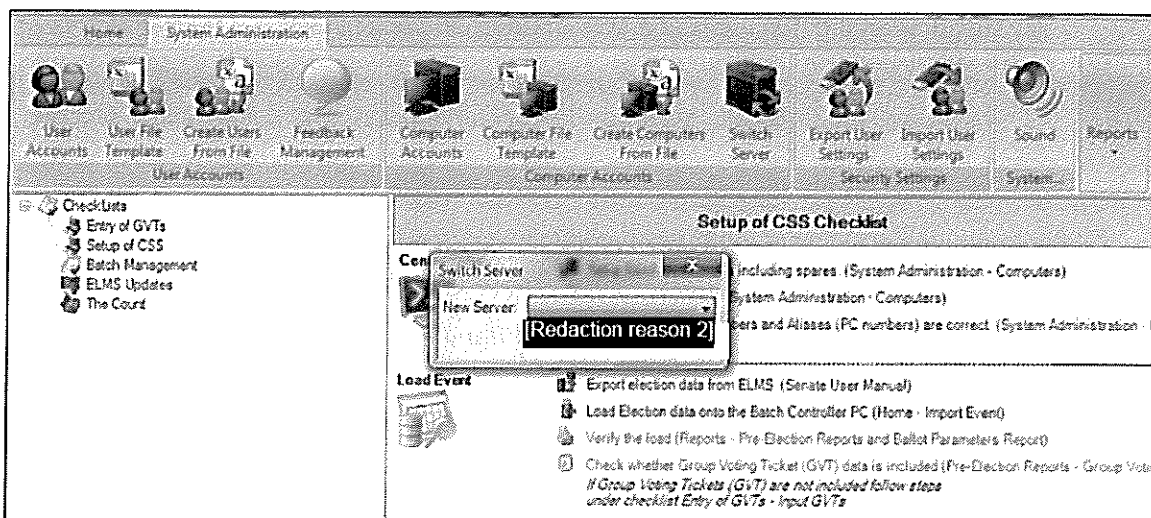 Home System Administration
User Accounts
User File Template
Create Users From File
Feedback Management
Computer Accounts
Computer File Template
Create Computers From File
Switch Server
Export User Settings
Import User Settings
Sound
Reports
User Accounts
Computer Accounts
Security Settings
System...
CheckLists
Entry of GVTs
Setup of CSS
Batch Management
ELMS Updates
The Count
Setup of CSS Checklist
Con
including spares. (System Administration - Computers)
System Administration - Computers)
bers and Aliases (PC numbers) are correct. (System Administration -
Switch Server
New Server:
[Redaction reason 2]
Load Event
Export election data from ELMS (Senate User Manual)
Load Election data onto the Batch Controller PC (Home - Import Event)
Verify the load (Reports - Pre-Election Reports and Ballot Parameters Report)
Check whether Group Voting Ticket (GVT) data is included (Pre-Election Reports - Group Voti
If Group Voting Tickets (GVT) are not included follow steps
under checklist Entry of GVTs - Input GVTs